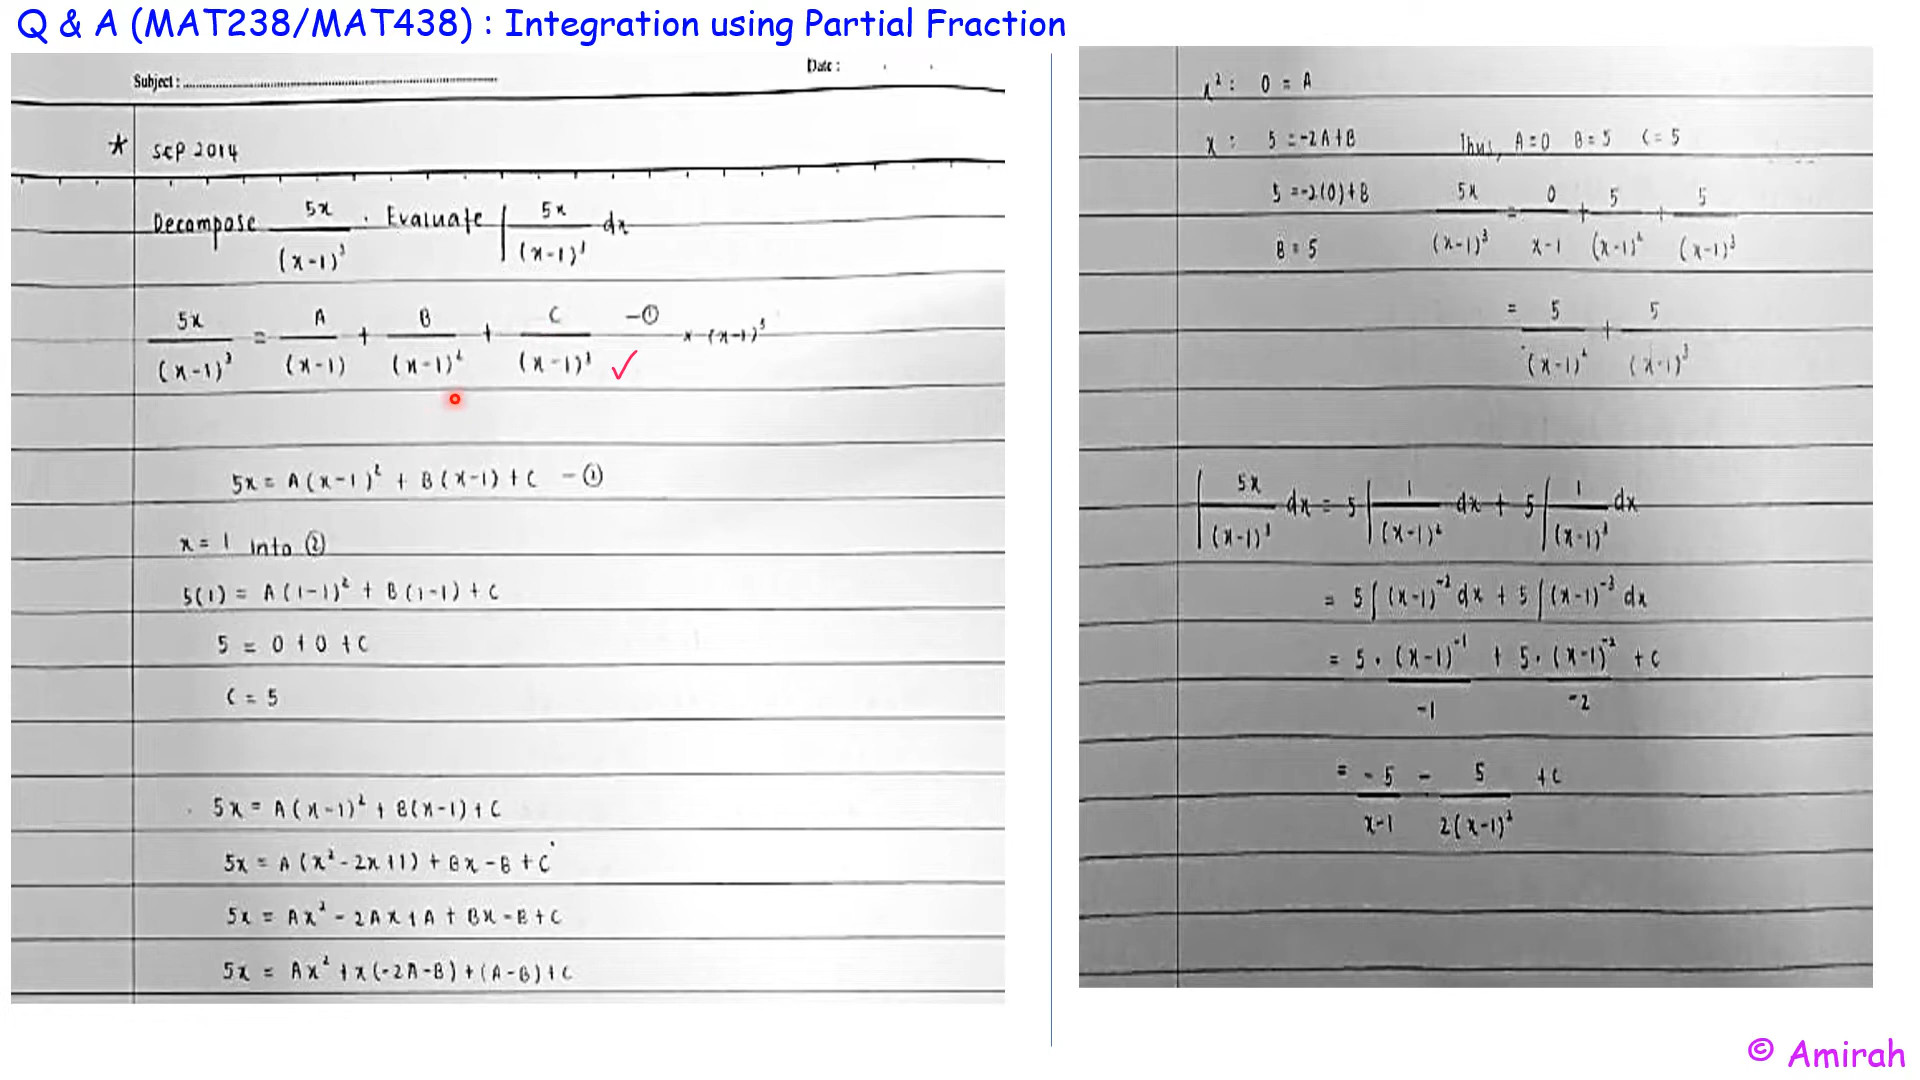 Q & A (MAT238/MAT438) : Integration using Partial Fraction
Subject : ........................................ Date :
* SEP 2014
Decompose 5x/(x-1)³ . Evaluate ∫ 5x/(x-1)³ dx
5x/(x-1)³ = A/(x-1) + B/(x-1)² + C/(x-1)³ -① x-(x-1)³ ✓
5x = A(x-1)² + B(x-1) + C -①
x = 1 into ②
5(1) = A(1-1)² + B(1-1) + C
5 = 0 + 0 + C
C = 5
5x = A(x-1)² + B(x-1) + C
5x = A(x²-2x+1) + Bx - B + C
5x = Ax² - 2Ax + A + Bx - B + C
5x = Ax² + x(-2A-B) + (A-B) + C
x² : 0 = A
x : 5 = -2A+B Thus, A=0 B=5 C=5
5 = -2(0)+B 5x/(x-1)³ = 0/x-1 + 5/(x-1)² + 5/(x-1)³
B = 5
= 5/(x-1)² + 5/(x-1)³
∫ 5x/(x-1)³ dx = 5∫ 1/(x-1)² dx + 5∫ 1/(x-1)³ dx
= 5∫(x-1)⁻² dx + 5∫(x-1)⁻³ dx
= 5 · (x-1)⁻¹/-1 + 5 · (x-1)⁻²/-2 + C
= -5/x-1 - 5/2(x-1)² + C
© Amirah